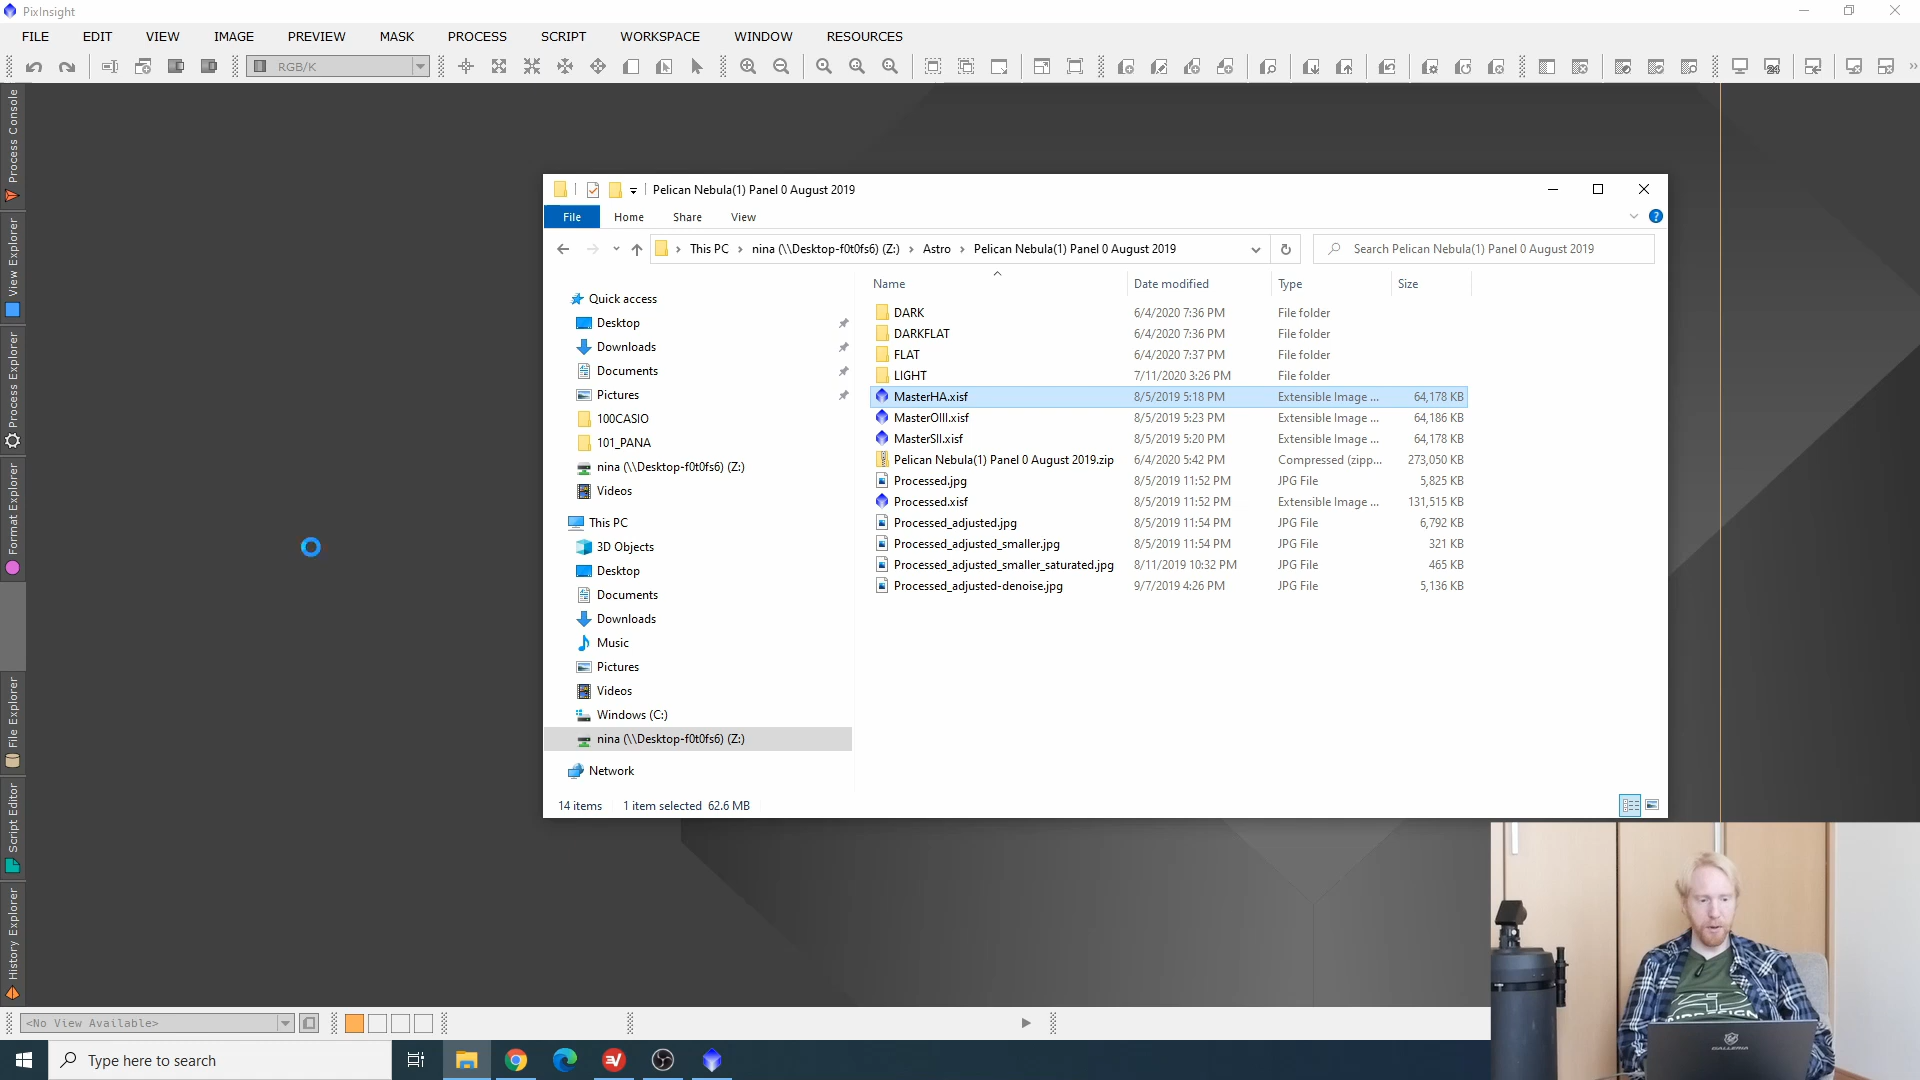 PixInsight
FILE EDIT VIEW IMAGE PREVIEW MASK PROCESS SCRIPT WORKSPACE WINDOW RESOURCES
RGB/K
Process Console
View Explorer
Process Explorer
Format Explorer
File Explorer
Script Editor
History Explorer
Pelican Nebula(1) Panel 0 August 2019
File Home Share View
This PC › nina (\\Desktop-f0t0fs6) (Z:) › Astro › Pelican Nebula(1) Panel 0 August 2019
Search Pelican Nebula(1) Panel 0 August 2019
Quick access
Desktop
Downloads
Documents
Pictures
100CASIO
101_PANA
nina (\\Desktop-f0t0fs6) (Z:)
Videos
This PC
3D Objects
Desktop
Documents
Downloads
Music
Pictures
Videos
Windows (C:)
nina (\\Desktop-f0t0fs6) (Z:)
Network
Name Date modified Type Size
DARK 6/4/2020 7:36 PM File folder
DARKFLAT 6/4/2020 7:36 PM File folder
FLAT 6/4/2020 7:37 PM File folder
LIGHT 7/11/2020 3:26 PM File folder
MasterHA.xisf 8/5/2019 5:18 PM Extensible Image ... 64,178 KB
MasterOIII.xisf 8/5/2019 5:23 PM Extensible Image ... 64,186 KB
MasterSII.xisf 8/5/2019 5:20 PM Extensible Image ... 64,178 KB
Pelican Nebula(1) Panel 0 August 2019.zip 6/4/2020 5:42 PM Compressed (zipp... 273,050 KB
Processed.jpg 8/5/2019 11:52 PM JPG File 5,825 KB
Processed.xisf 8/5/2019 11:52 PM Extensible Image ... 131,515 KB
Processed_adjusted.jpg 8/5/2019 11:54 PM JPG File 6,792 KB
Processed_adjusted_smaller.jpg 8/5/2019 11:54 PM JPG File 321 KB
Processed_adjusted_smaller_saturated.jpg 8/11/2019 10:32 PM JPG File 465 KB
Processed_adjusted-denoise.jpg 9/7/2019 4:26 PM JPG File 5,136 KB
14 items 1 item selected 62.6 MB
<No View Available>
GALLERIA
Type here to search